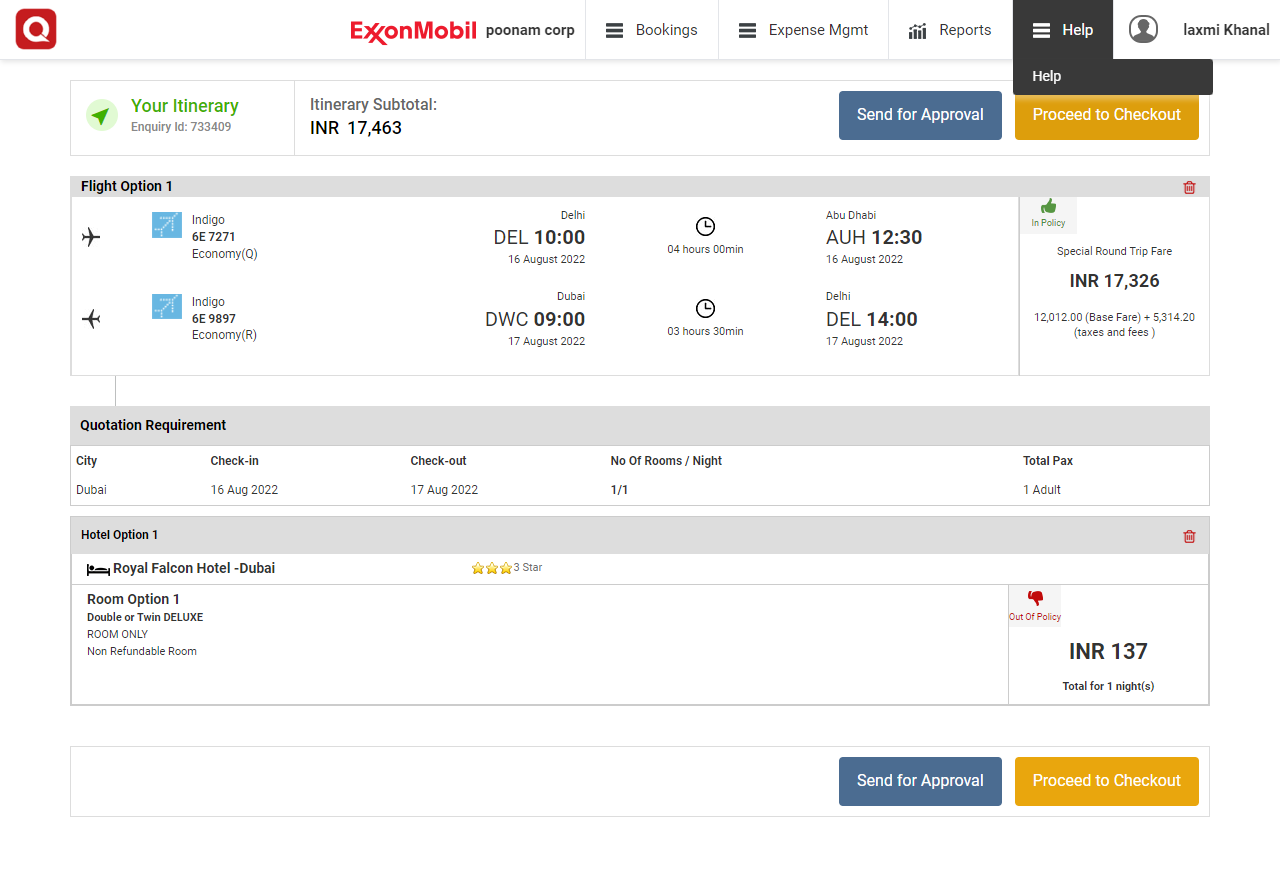 Q ExxonMobil poonam corp Bookings Expense Mgmt Reports Help laxmi Khanal
Help
Your Itinerary
Enquiry Id: 733409
Itinerary Subtotal:
INR 17,463
Send for Approval Proceed to Checkout
Flight Option 1
Indigo
6E 7271
Economy(Q)
Delhi
DEL 10:00
16 August 2022
04 hours 00min
Abu Dhabi
AUH 12:30
16 August 2022
Indigo
6E 9897
Economy(R)
Dubai
DWC 09:00
17 August 2022
03 hours 30min
Delhi
DEL 14:00
17 August 2022
In Policy
Special Round Trip Fare
INR 17,326
12,012.00 (Base Fare) + 5,314.20
(taxes and fees )
Quotation Requirement
City Check-in Check-out No Of Rooms / Night Total Pax
Dubai 16 Aug 2022 17 Aug 2022 1/1 1 Adult
Hotel Option 1
Royal Falcon Hotel -Dubai 3 Star
Room Option 1
Double or Twin DELUXE
ROOM ONLY
Non Refundable Room
Out Of Policy
INR 137
Total for 1 night(s)
Send for Approval Proceed to Checkout